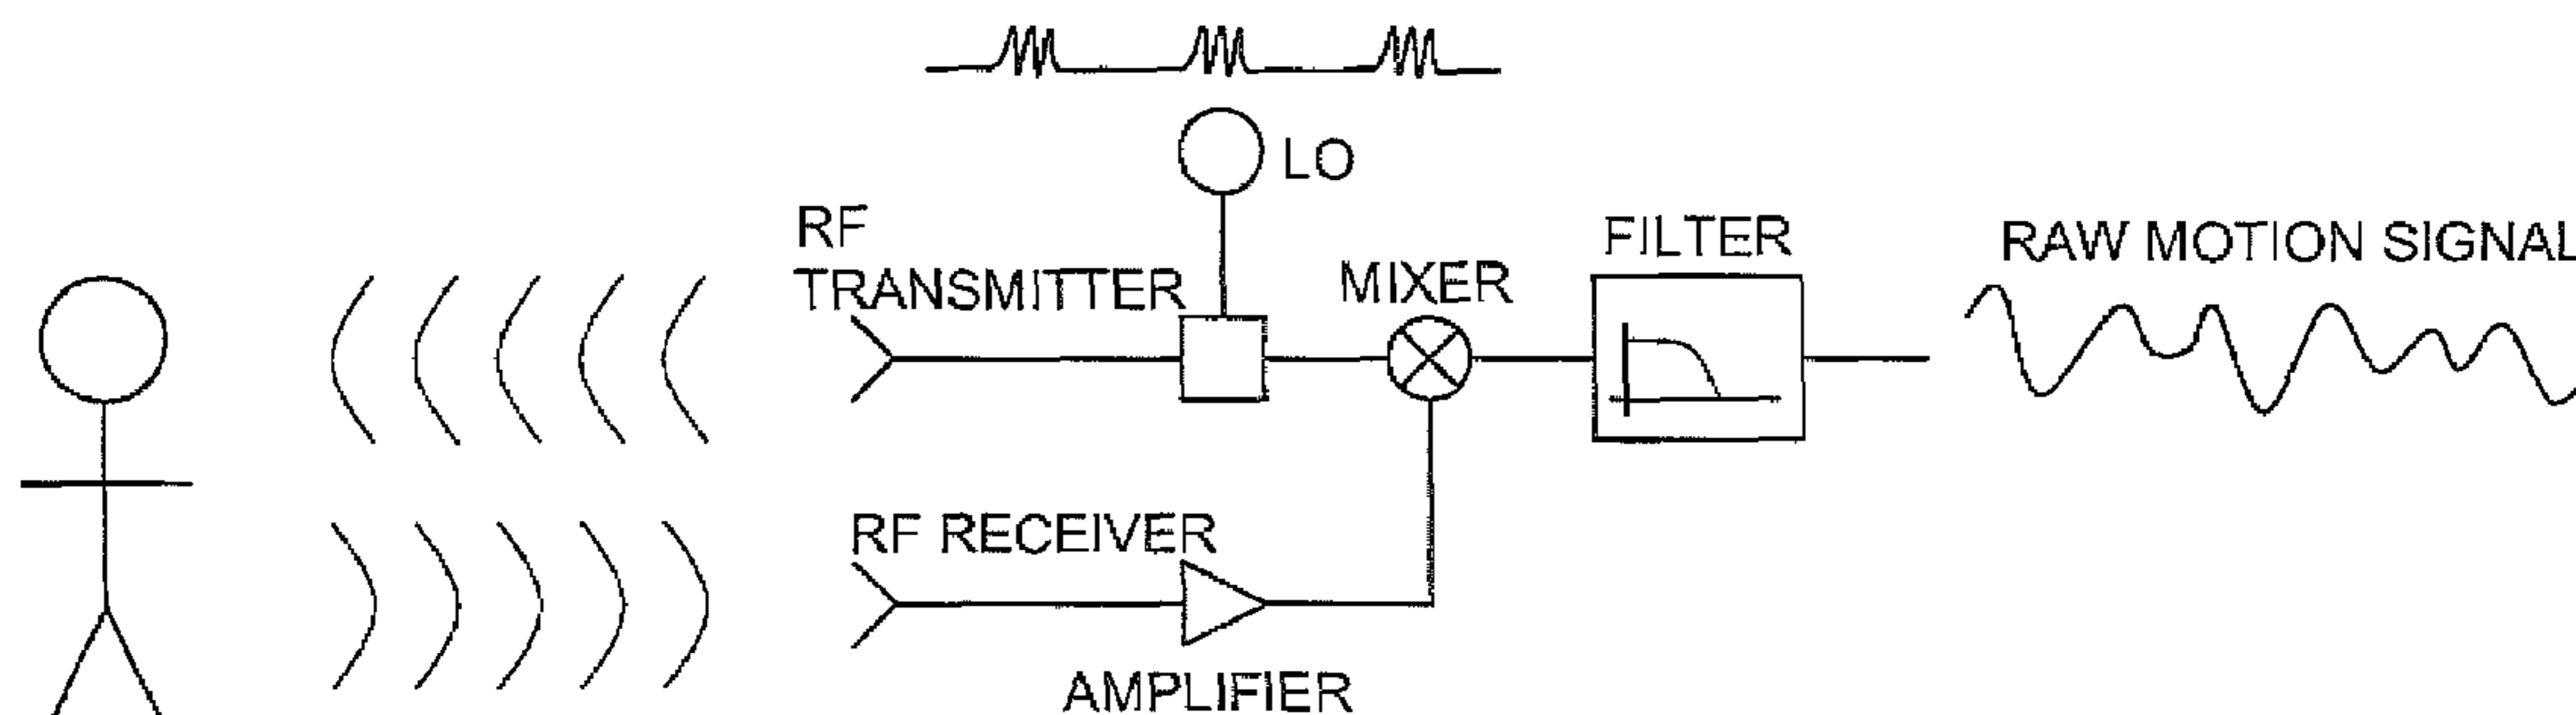 LO
RF
TRANSMITTER
MIXER
FILTER
RAW MOTION SIGNAL
RF RECEIVER
AMPLIFIER